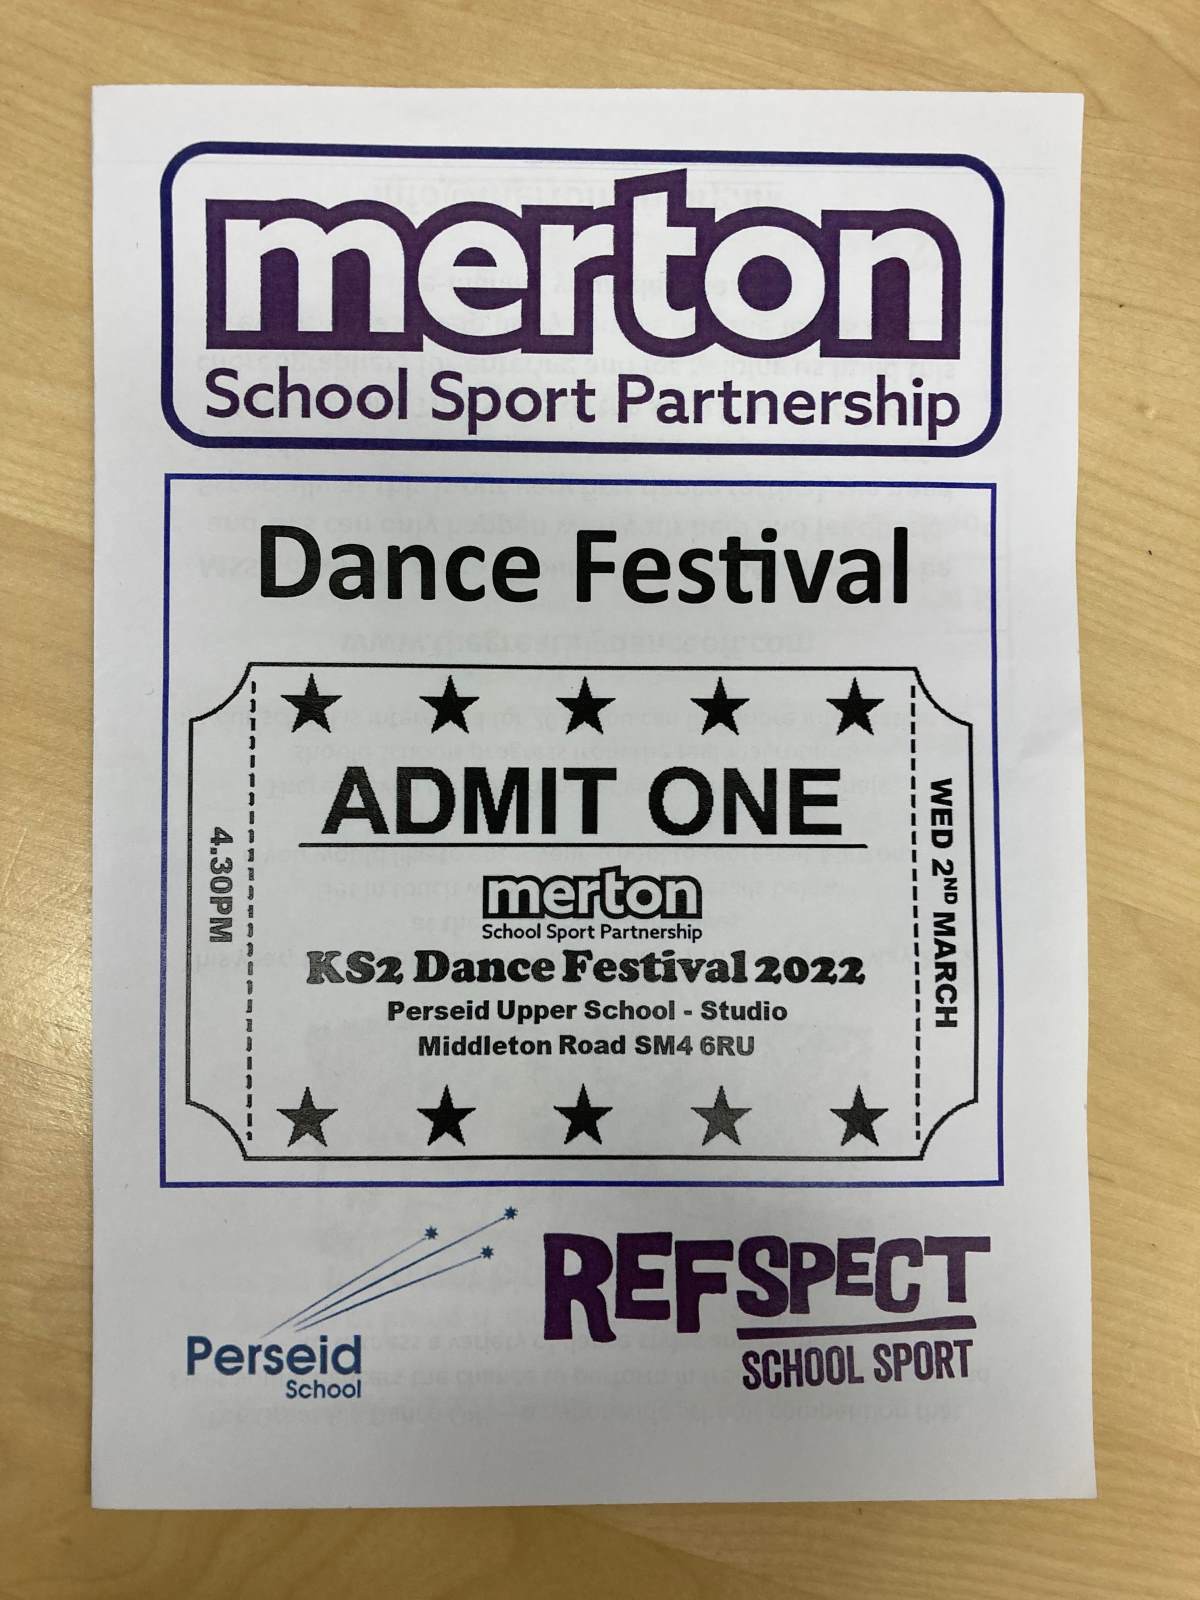 merton
School Sport Partnership
Dance Festival
ADMIT ONE
4.30PM
WED 2ND MARCH
merton
School Sport Partnership
KS2 Dance Festival 2022
Perseid Upper School - Studio
Middleton Road SM4 6RU
Perseid
School
REFSPECT
SCHOOL SPORT